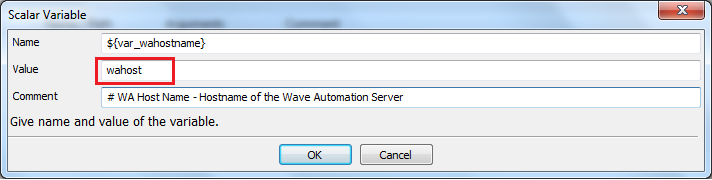 Scalar Variable
Name ${var_wahostname}
Value wahost
Comment # WA Host Name - Hostname of the Wave Automation Server
Give name and value of the variable.
OK Cancel